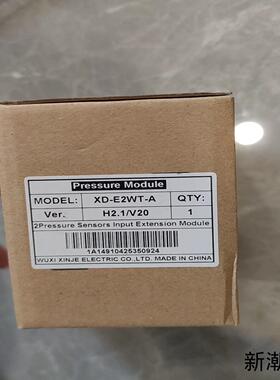 Pressure Module
MODEL: XD-E2WT-A QTY:
Ver. H2.1/V20 1
2Pressure Sensors Input Extension Module
1A14910425350924
WUXI XINJE ELECTRIC CO.,LTD. MADE IN CHINA
新潮